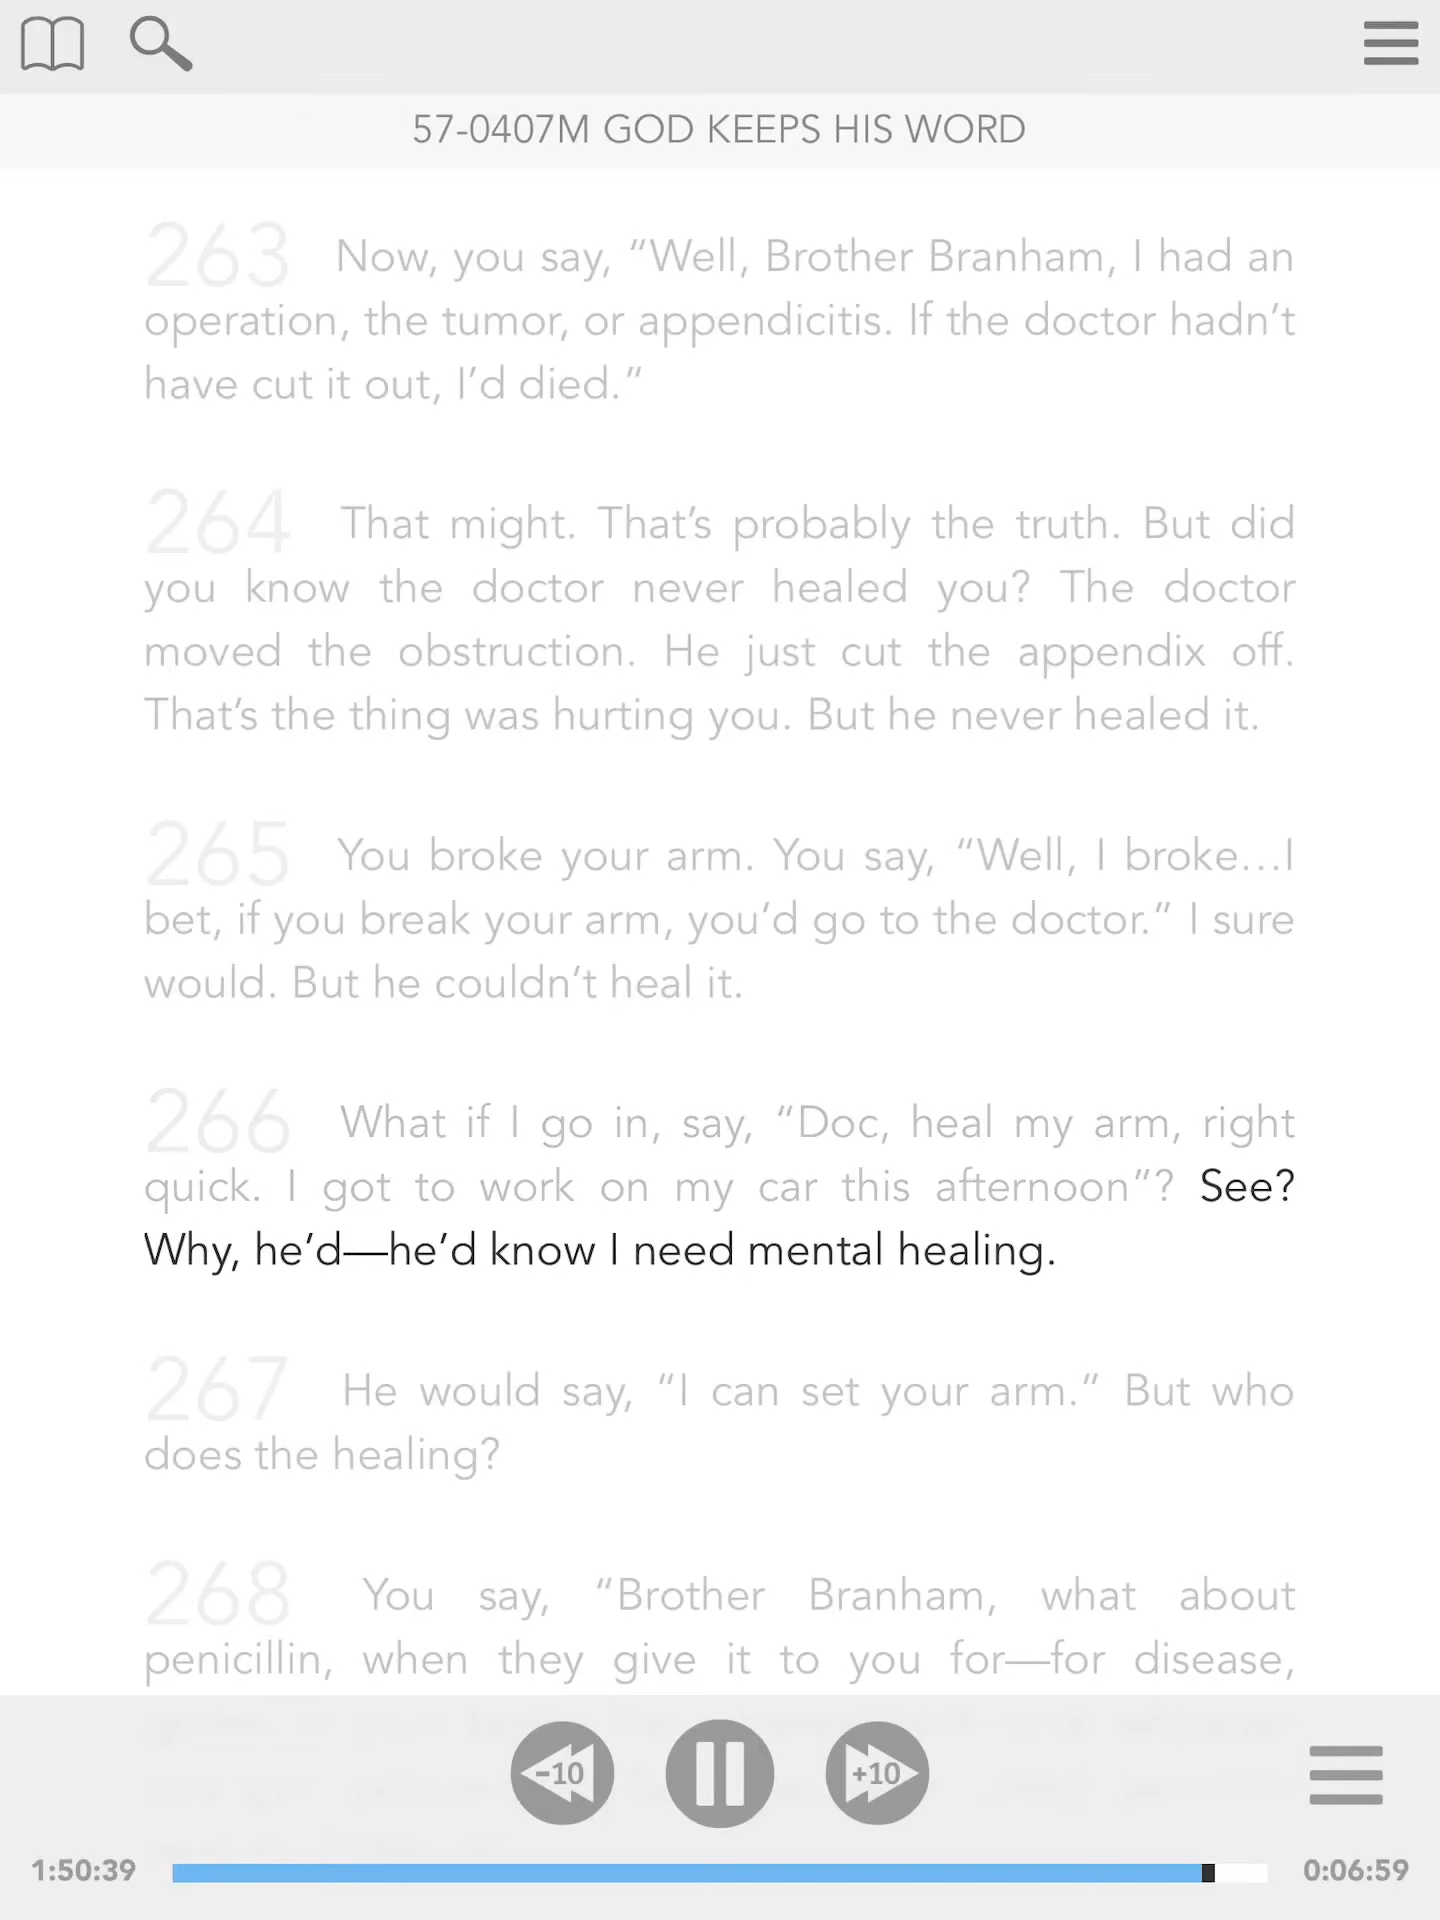 57-0407M GOD KEEPS HIS WORD
263 Now, you say, “Well, Brother Branham, I had an
operation, the tumor, or appendicitis. If the doctor hadn’t
have cut it out, I’d died.”
264 That might. That’s probably the truth. But did
you know the doctor never healed you? The doctor
moved the obstruction. He just cut the appendix off.
That’s the thing was hurting you. But he never healed it.
265 You broke your arm. You say, “Well, I broke…I
bet, if you break your arm, you’d go to the doctor.” I sure
would. But he couldn’t heal it.
266 What if I go in, say, “Doc, heal my arm, right
quick. I got to work on my car this afternoon”? See?
Why, he’d—he’d know I need mental healing.
267 He would say, “I can set your arm.” But who
does the healing?
268 You say, “Brother Branham, what about
penicillin, when they give it to you for—for disease,
-10 +10
1:50:39 0:06:59